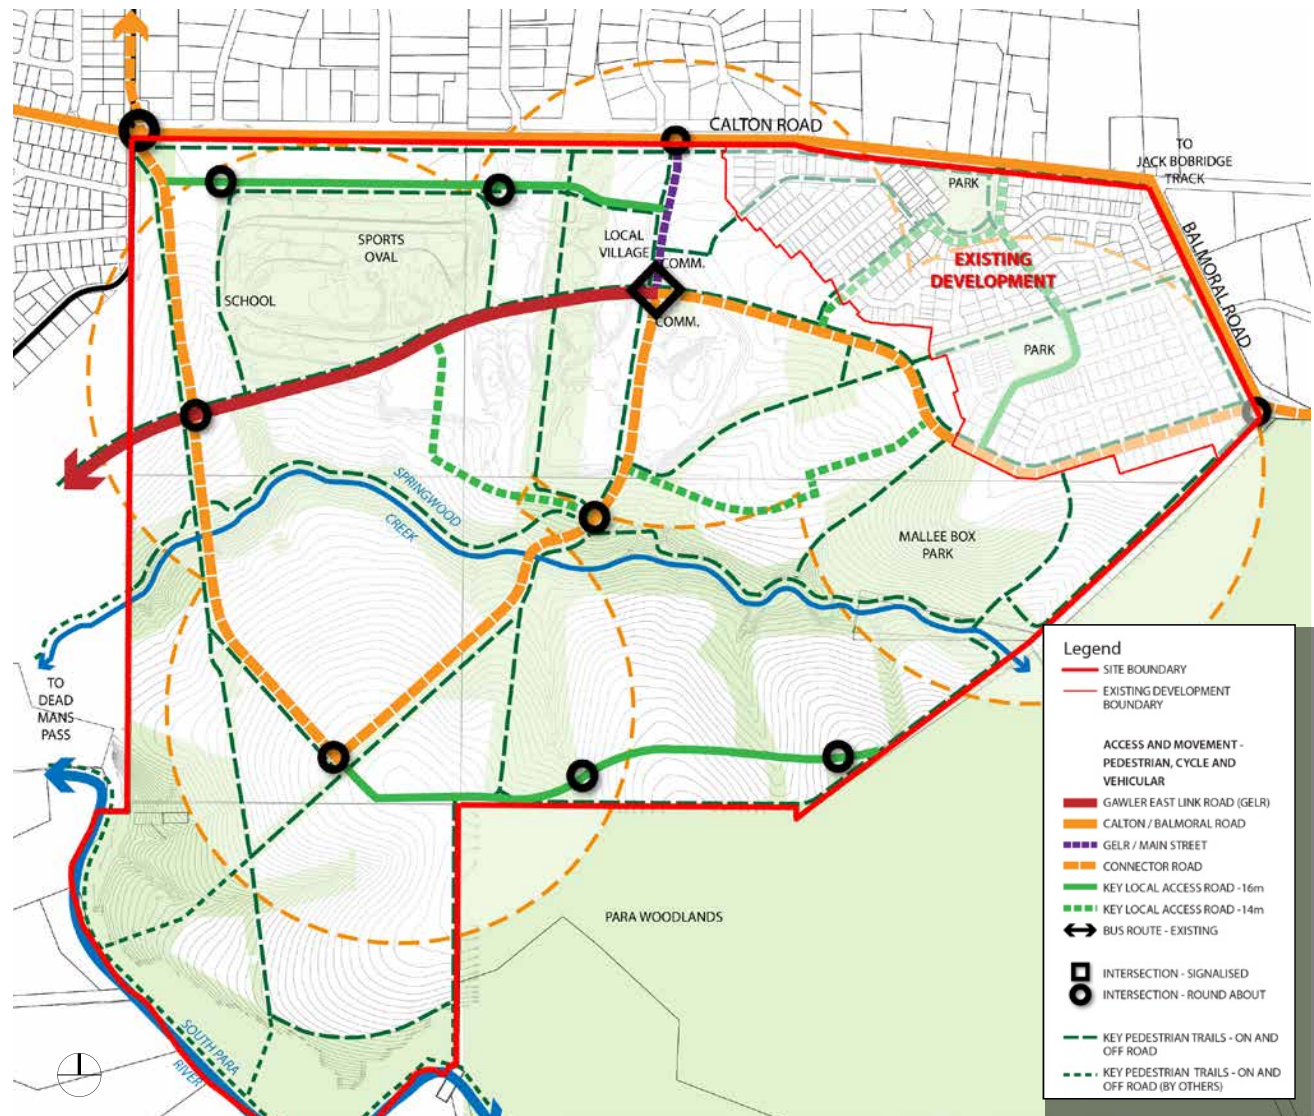 CALTON ROAD
TO
JACK BOBRIDGE
TRACK
PARK
BALMORAL ROAD
SPORTS
OVAL
LOCAL
VILLAGE
COMM.
EXISTING
DEVELOPMENT
SCHOOL
COMM.
PARK
SPRINGWOOD
CREEK
MALLEE BOX
PARK
TO
DEAD
MANS
PASS
PARA WOODLANDS
SOUTH PARA
RIVER
Legend
SITE BOUNDARY
EXISTING DEVELOPMENT
BOUNDARY
ACCESS AND MOVEMENT -
PEDESTRIAN, CYCLE AND
VEHICULAR
GAWLER EAST LINK ROAD (GELR)
CALTON / BALMORAL ROAD
GELR / MAIN STREET
CONNECTOR ROAD
KEY LOCAL ACCESS ROAD -16m
KEY LOCAL ACCESS ROAD -14m
BUS ROUTE - EXISTING
INTERSECTION - SIGNALISED
INTERSECTION - ROUND ABOUT
KEY PEDESTRIAN TRAILS - ON AND
OFF ROAD
KEY PEDESTRIAN TRAILS - ON AND
OFF ROAD (BY OTHERS)